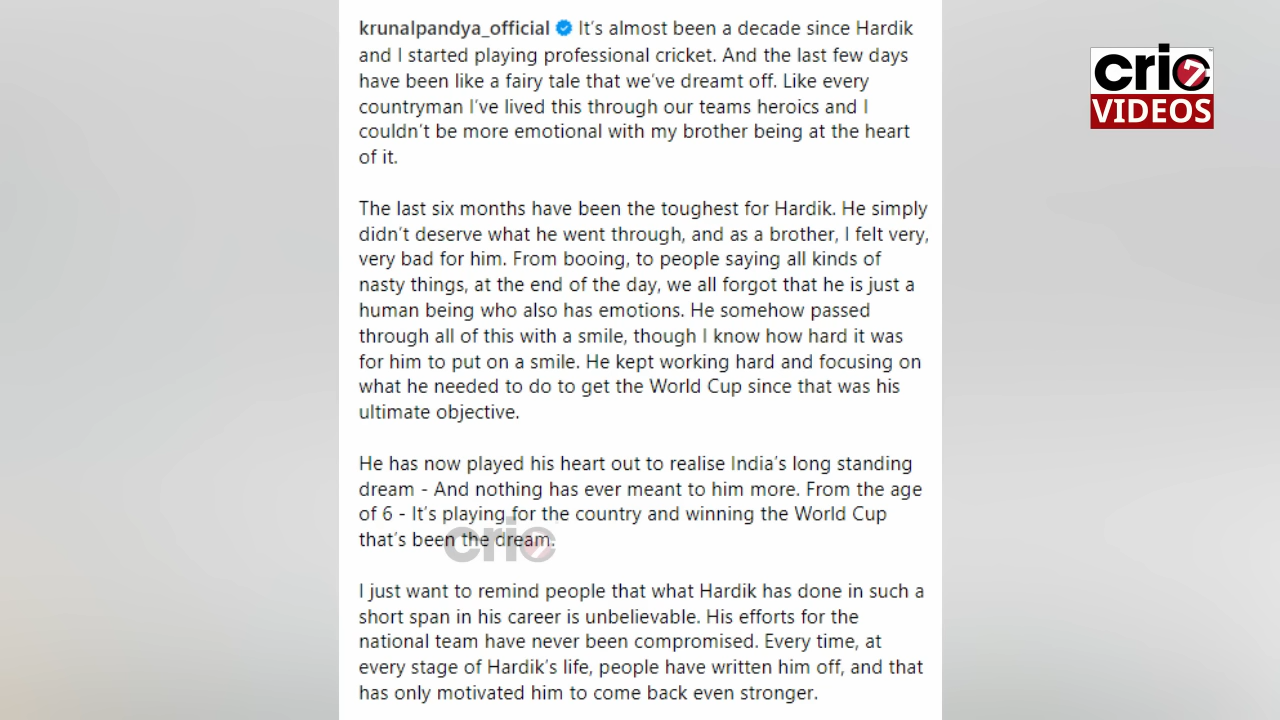 krunalpandya_official It's almost been a decade since Hardik
and I started playing professional cricket. And the last few days
have been like a fairy tale that we've dreamt off. Like every
countryman I've lived this through our teams heroics and I
couldn't be more emotional with my brother being at the heart
of it.
The last six months have been the toughest for Hardik. He simply
didn't deserve what he went through, and as a brother, I felt very,
very bad for him. From booing, to people saying all kinds of
nasty things, at the end of the day, we all forgot that he is just a
human being who also has emotions. He somehow passed
through all of this with a smile, though I know how hard it was
for him to put on a smile. He kept working hard and focusing on
what he needed to do to get the World Cup since that was his
ultimate objective.
He has now played his heart out to realise India's long standing
dream - And nothing has ever meant to him more. From the age
of 6 - It's playing for the country and winning the World Cup
that's been the dream.
I just want to remind people that what Hardik has done in such a
short span in his career is unbelievable. His efforts for the
national team have never been compromised. Every time, at
every stage of Hardik's life, people have written him off, and that
has only motivated him to come back even stronger.
cric7
VIDEOS
cric7